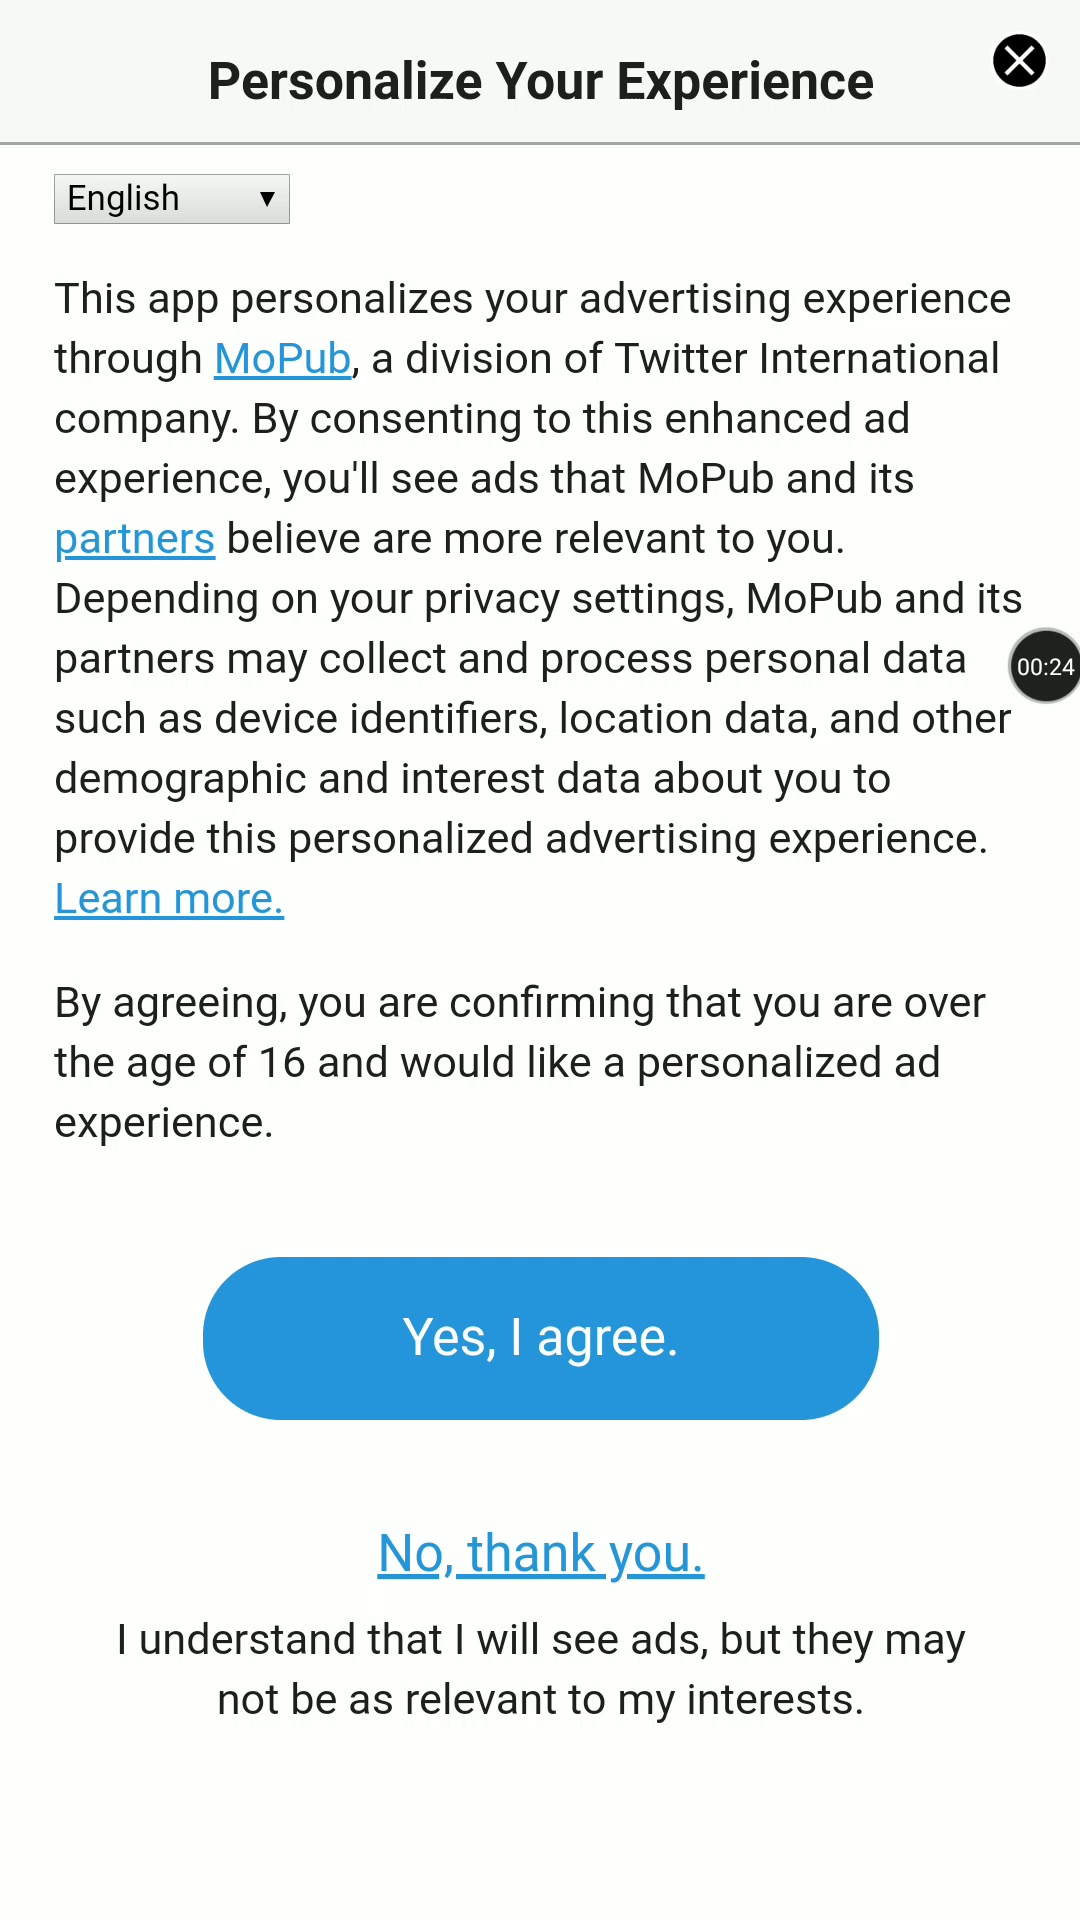 Personalize Your Experience
English
This app personalizes your advertising experience
through MoPub, a division of Twitter International
company. By consenting to this enhanced ad
experience, you'll see ads that MoPub and its
partners believe are more relevant to you.
Depending on your privacy settings, MoPub and its
partners may collect and process personal data
00:24
such as device identifiers, location data, and other
demographic and interest data about you to
provide this personalized advertising experience.
Learn more.
By agreeing, you are confirming that you are over
the age of 16 and would like a personalized ad
experience.
Yes, I agree.
No, thank you.
I understand that I will see ads, but they may
not be as relevant to my interests.